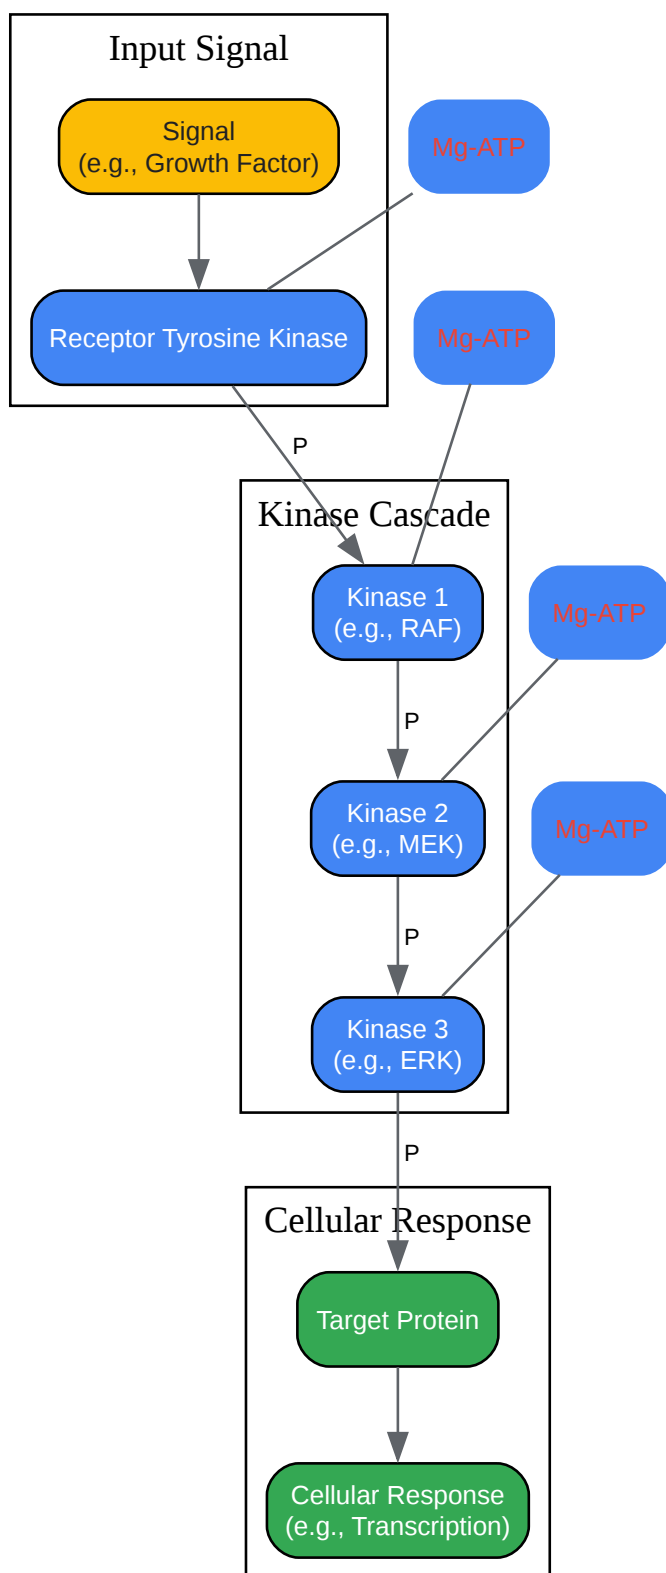 Input Signal
Signal
(e.g., Growth Factor)
Mg-ATP
Receptor Tyrosine Kinase
Mg-ATP
P
Kinase Cascade
Kinase 1
(e.g., RAF)
Mg-ATP
P
Kinase 2
(e.g., MEK)
Mg-ATP
P
Kinase 3
(e.g., ERK)
P
Cellular Response
Target Protein
Cellular Response
(e.g., Transcription)